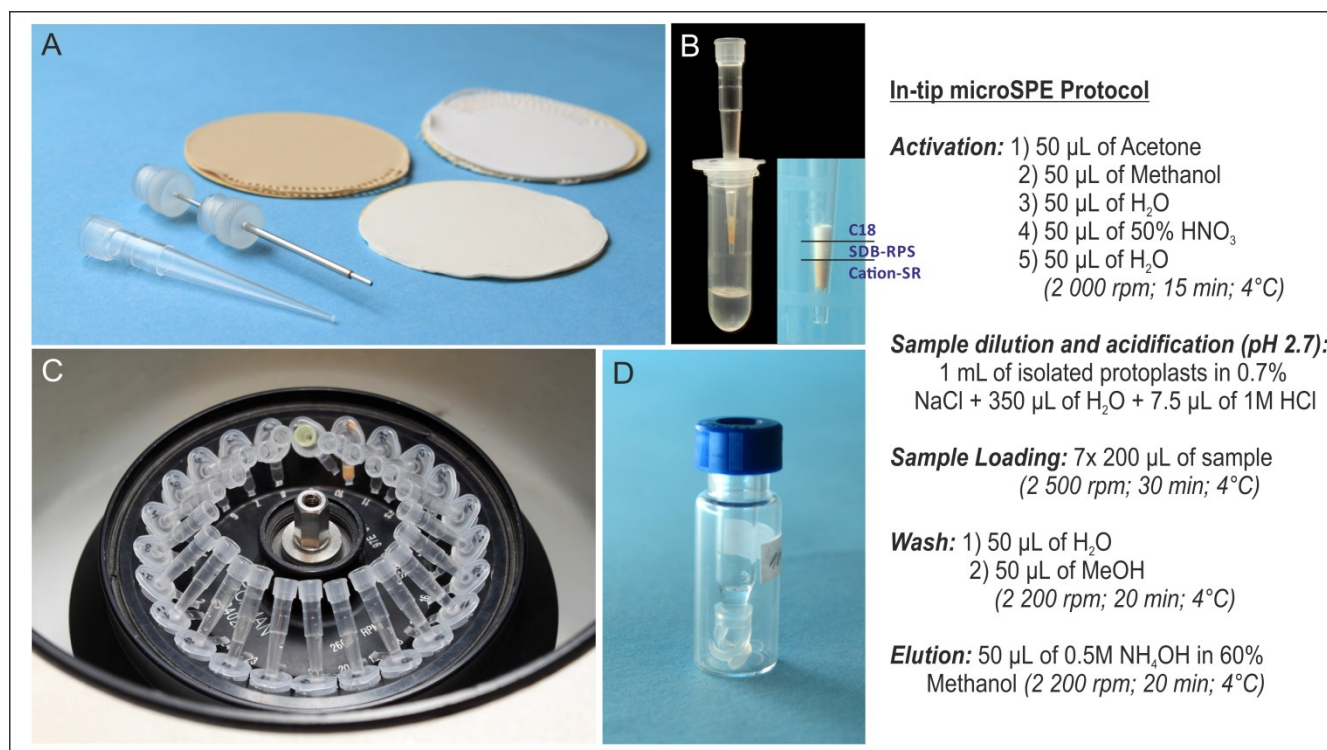 A
B
C18
SDB-RPS
Cation-SR
C
D
In-tip microSPE Protocol
Activation: 1) 50 µL of Acetone
2) 50 µL of Methanol
3) 50 µL of H₂O
4) 50 µL of 50% HNO₃
5) 50 µL of H₂O
(2 000 rpm; 15 min; 4°C)
Sample dilution and acidification (pH 2.7):
1 mL of isolated protoplasts in 0.7%
NaCl + 350 µL of H₂O + 7.5 µL of 1M HCl
Sample Loading: 7x 200 µL of sample
(2 500 rpm; 30 min; 4°C)
Wash: 1) 50 µL of H₂O
2) 50 µL of MeOH
(2 200 rpm; 20 min; 4°C)
Elution: 50 µL of 0.5M NH₄OH in 60%
Methanol (2 200 rpm; 20 min; 4°C)